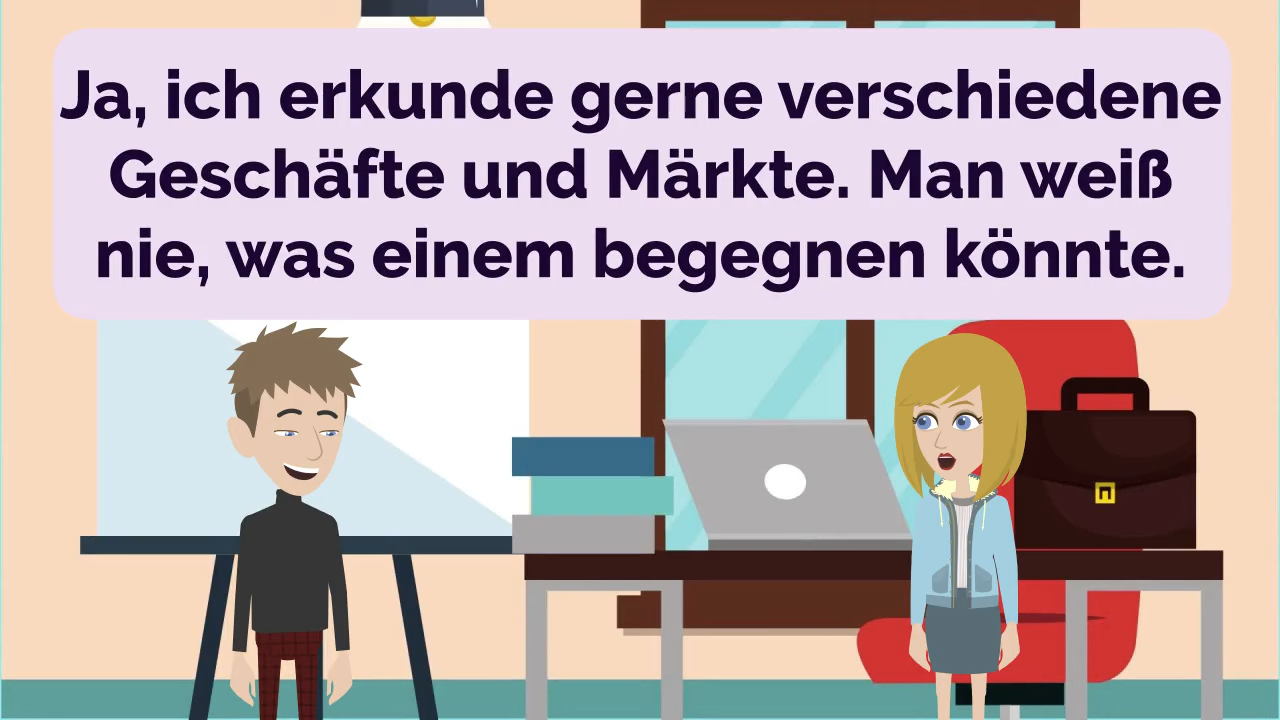 Ja, ich erkunde gerne verschiedene
Geschäfte und Märkte. Man weiß
nie, was einem begegnen könnte.